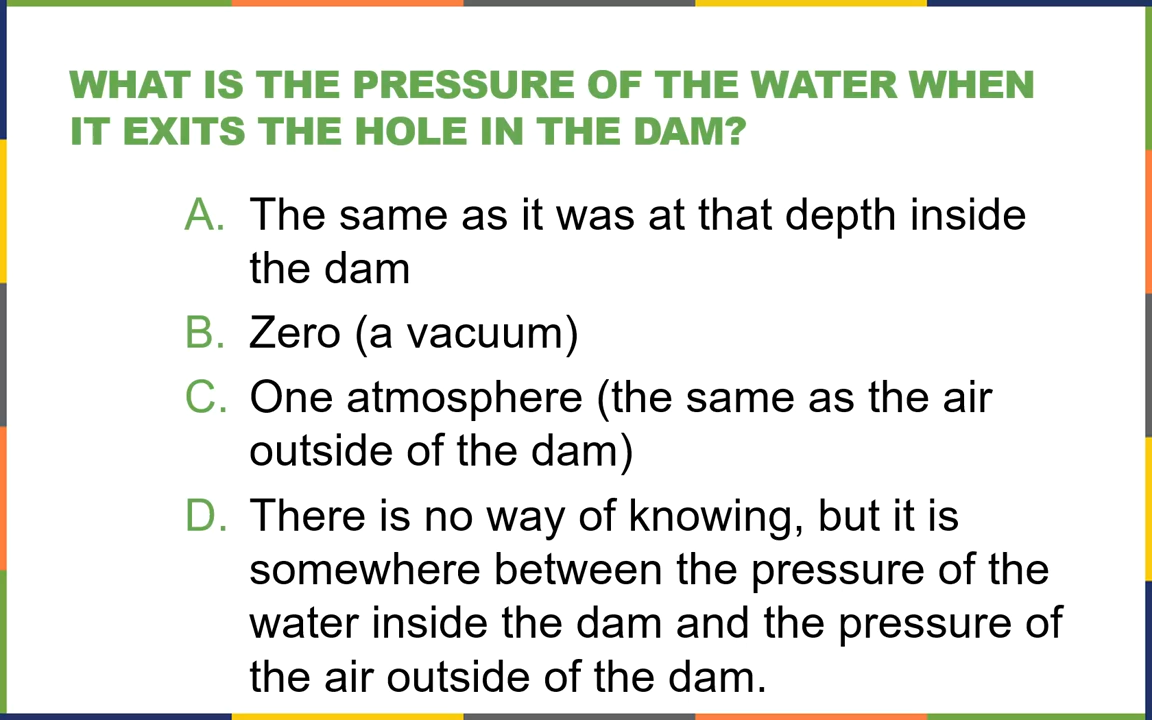 WHAT IS THE PRESSURE OF THE WATER WHEN
IT EXITS THE HOLE IN THE DAM?
A. The same as it was at that depth inside
the dam
B. Zero (a vacuum)
C. One atmosphere (the same as the air
outside of the dam)
D. There is no way of knowing, but it is
somewhere between the pressure of the
water inside the dam and the pressure of
the air outside of the dam.